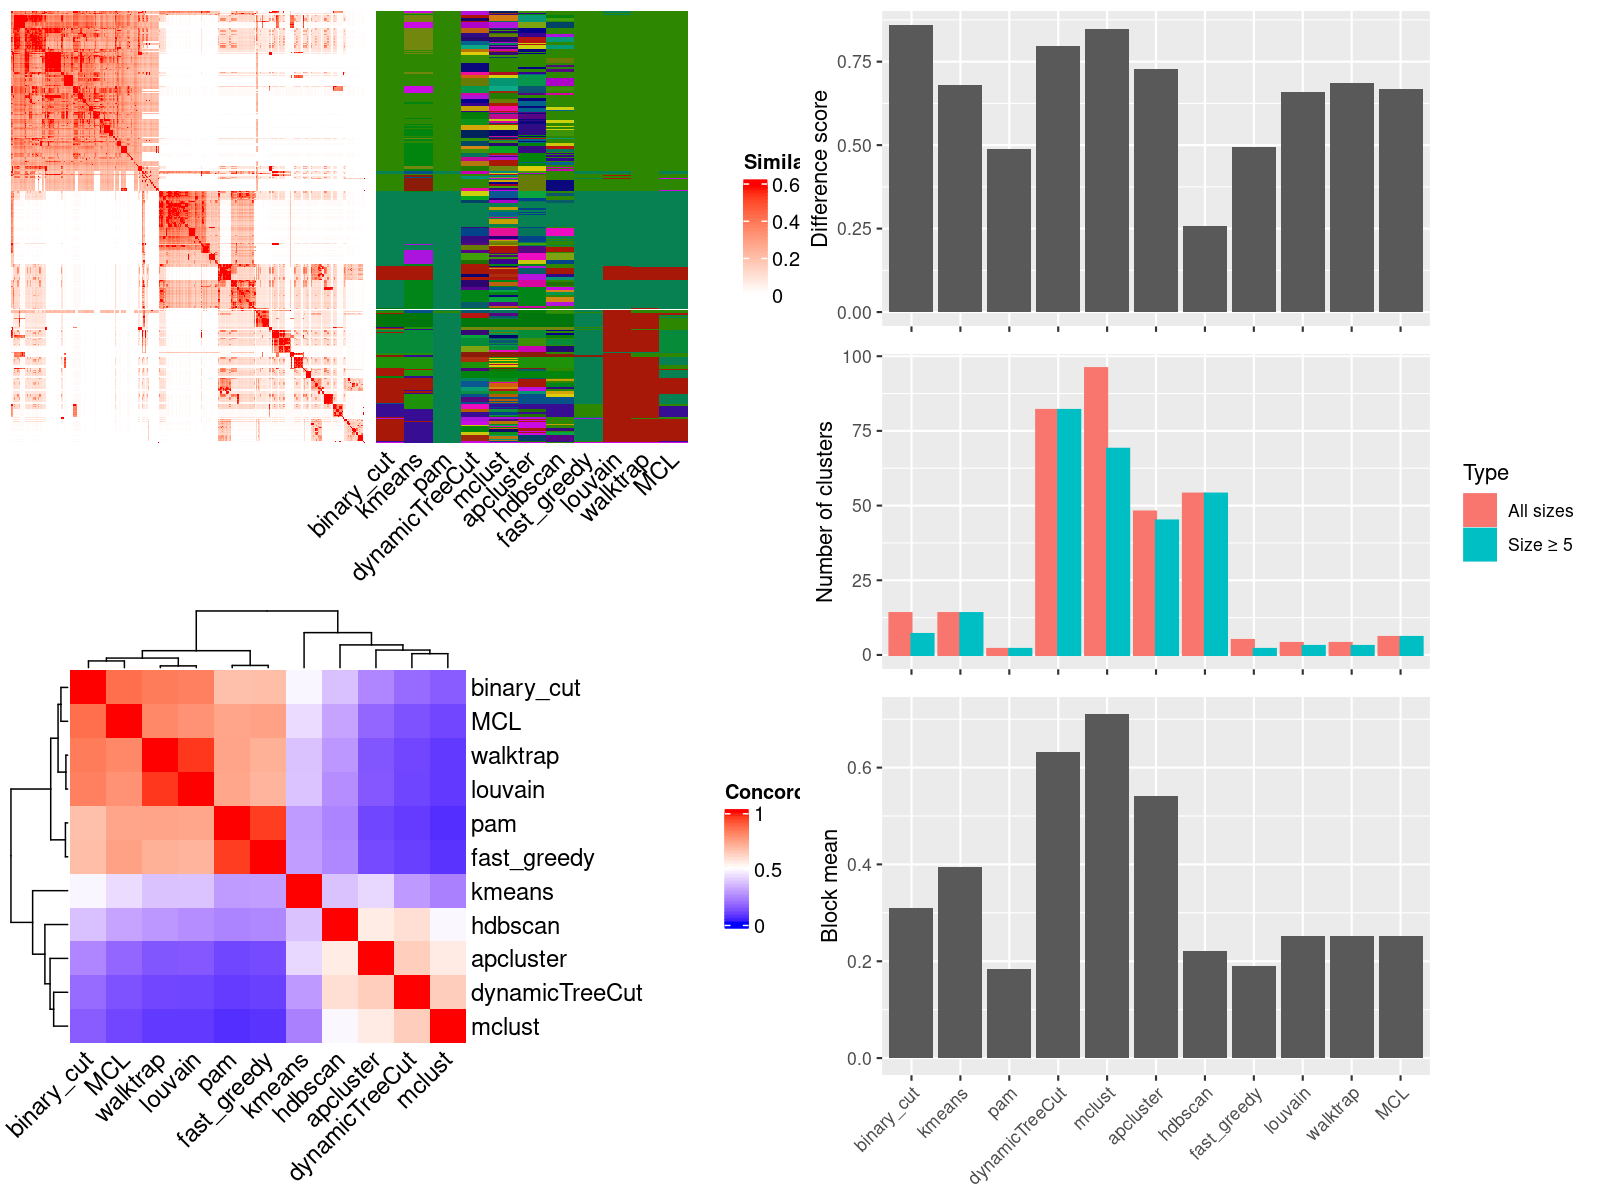 Simila
0.6
0.4
0.2
0
binary_cut
kmeans
pam
dynamicTreeCut
mclust
apcluster
hdbscan
fast_greedy
louvain
walktrap
MCL
Difference score
0.75
0.50
0.25
0.00
Number of clusters
100
75
50
25
0
Type
All sizes
Size ≥ 5
binary_cut
MCL
walktrap
louvain
pam
fast_greedy
kmeans
hdbscan
apcluster
dynamicTreeCut
mclust
binary_cut
MCL
walktrap
louvain
pam
fast_greedy
kmeans
hdbscan
apcluster
dynamicTreeCut
mclust
Concord
1
0.5
0
Block mean
0.6
0.4
0.2
0.0
binary_cut
kmeans
pam
dynamicTreeCut
mclust
apcluster
hdbscan
fast_greedy
louvain
walktrap
MCL